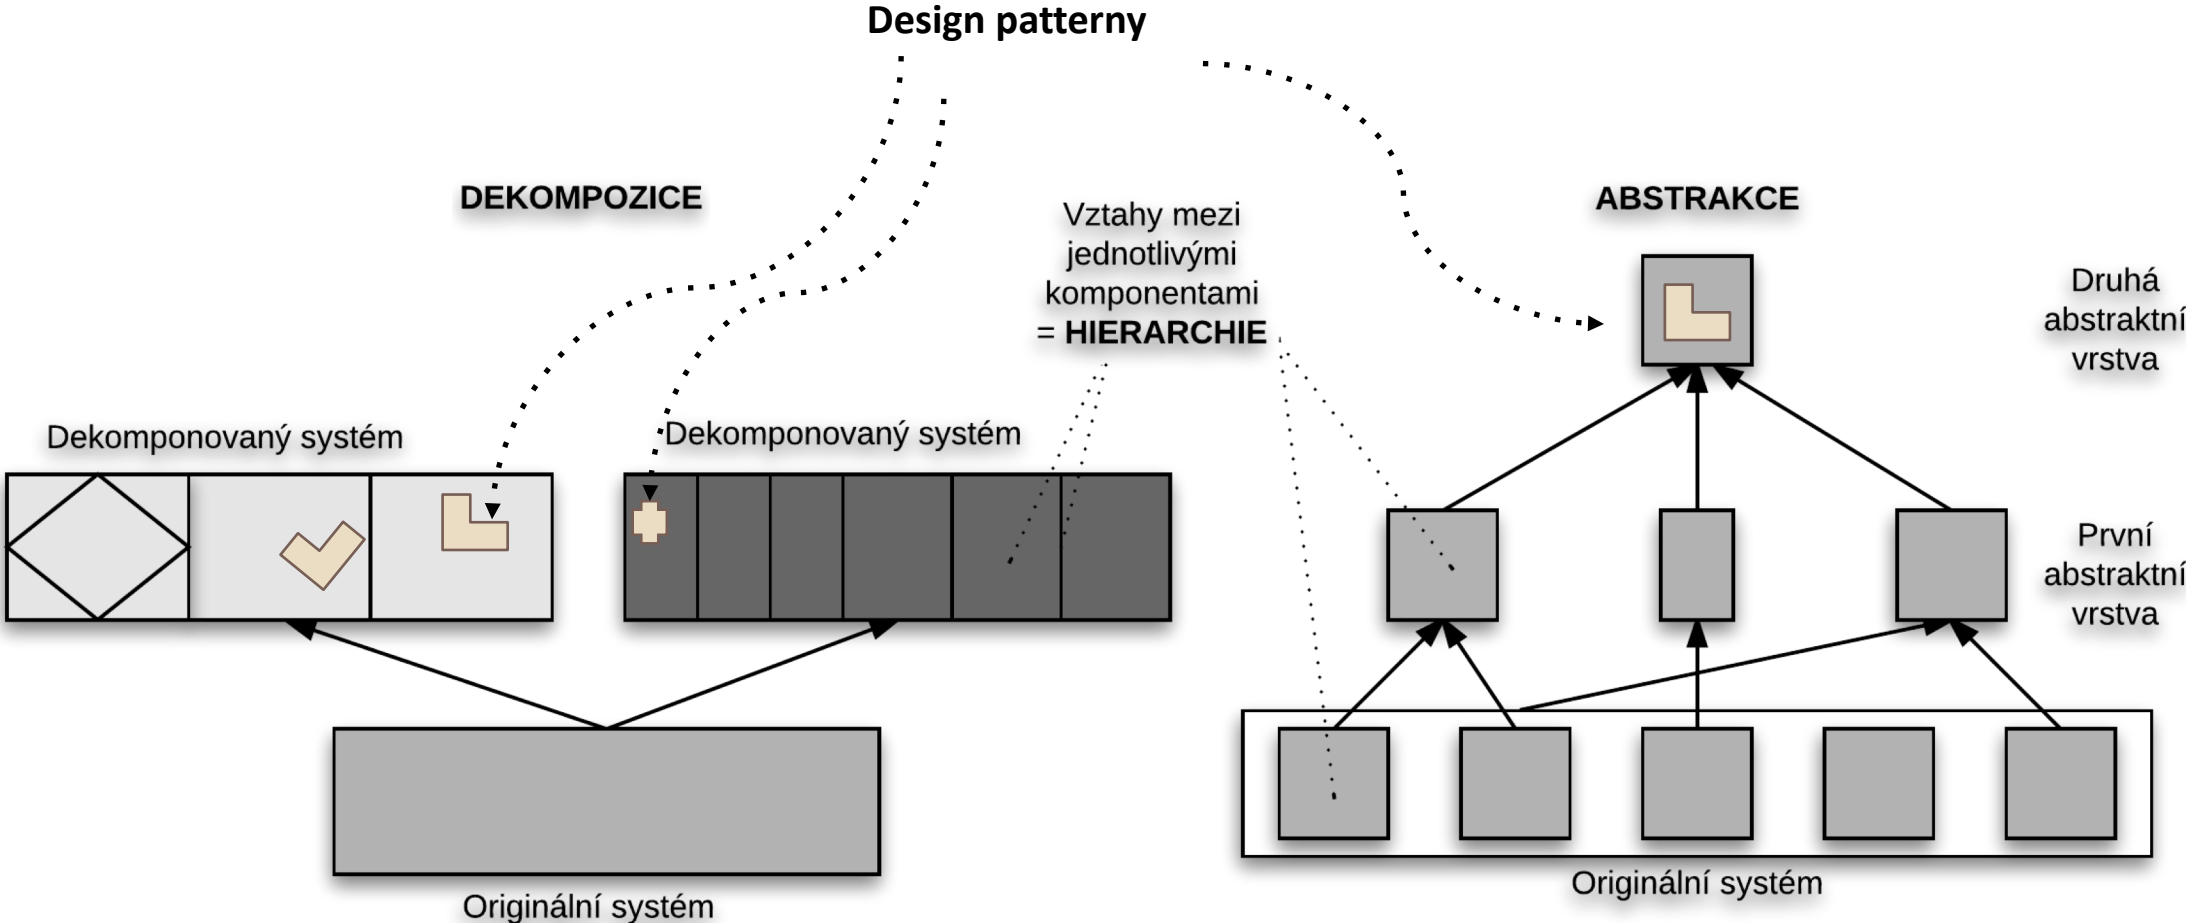 Design patterny
DEKOMPOZICE
Vztahy mezi
jednotlivými
komponentami
= HIERARCHIE
ABSTRAKCE
Druhá
abstraktní
vrstva
Dekomponovaný systém
Dekomponovaný systém
První
abstraktní
vrstva
Originální systém
Originální systém